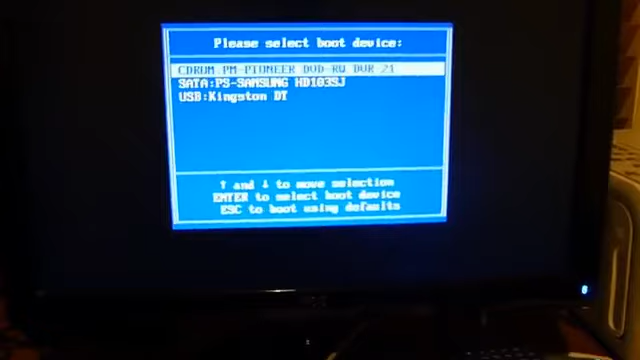 Please select boot device:
CDROM PM-PIONEER DVD-RW DVR 21
SATA:PS-SAMSUNG HD103SJ
USB:Kingston DT
↑ and ↓ to move selection
ENTER to select boot device
ESC to boot using defaults